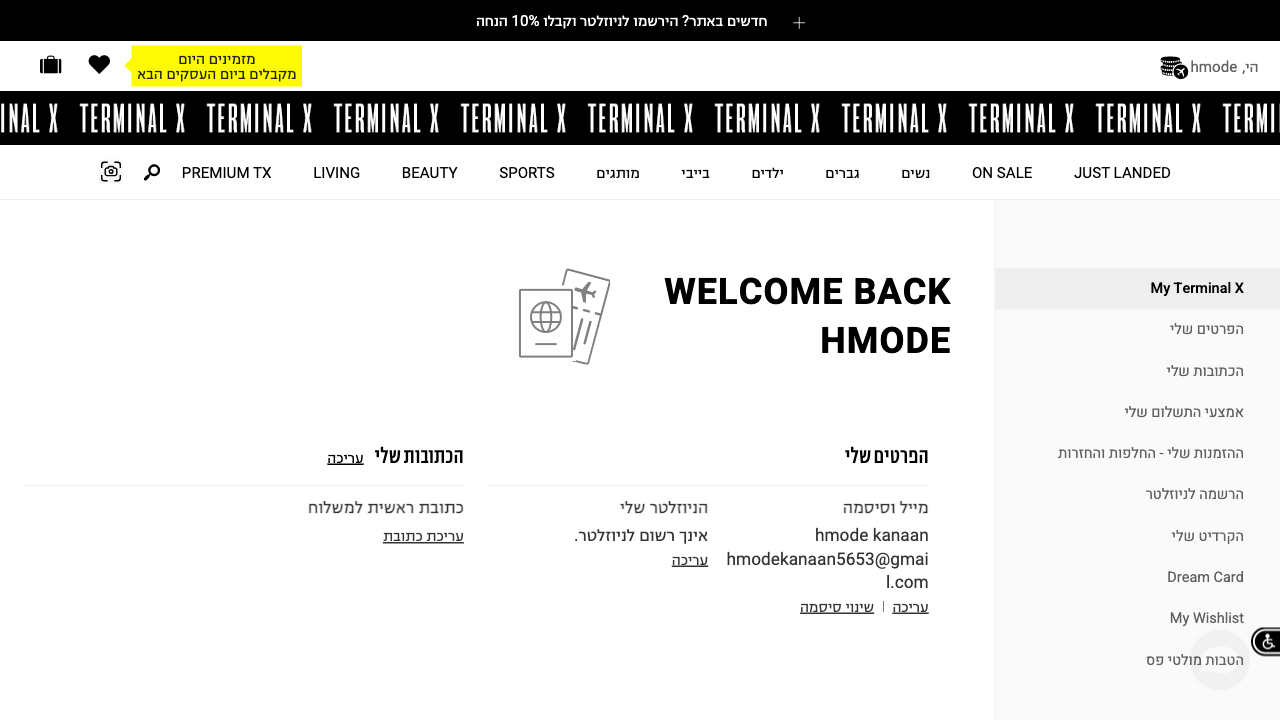 חדשים באתר? הירשמו לניוזלטר וקבלו 10% הנחה
הי, hmode
מזמינים היום
מקבלים ביום העסקים הבא
INAL X TERMINAL X TERMINAL X TERMINAL X TERMINAL X TERMINAL X TERMINAL X TERMINAL X TERMINAL X TERMINAL X TERMI
JUST LANDED
ON SALE
נשים
גברים
ילדים
בייבי
מותגים
SPORTS
BEAUTY
LIVING
PREMIUM TX
My Terminal X
הפרטים שלי
הכתובות שלי
אמצעי התשלום שלי
ההזמנות שלי - החלפות והחזרות
הרשמה לניוזלטר
הקרדיט שלי
Dream Card
My Wishlist
הטבות מולטי פס
WELCOME BACK
HMODE
הפרטים שלי
מייל וסיסמה
hmode kanaan
hmodekanaan5653@gmai
l.com
עריכה | שינוי סיסמה
הניוזלטר שלי
אינך רשום לניוזלטר.
עריכה
הכתובות שלי עריכה
כתובת ראשית למשלוח
עריכת כתובת